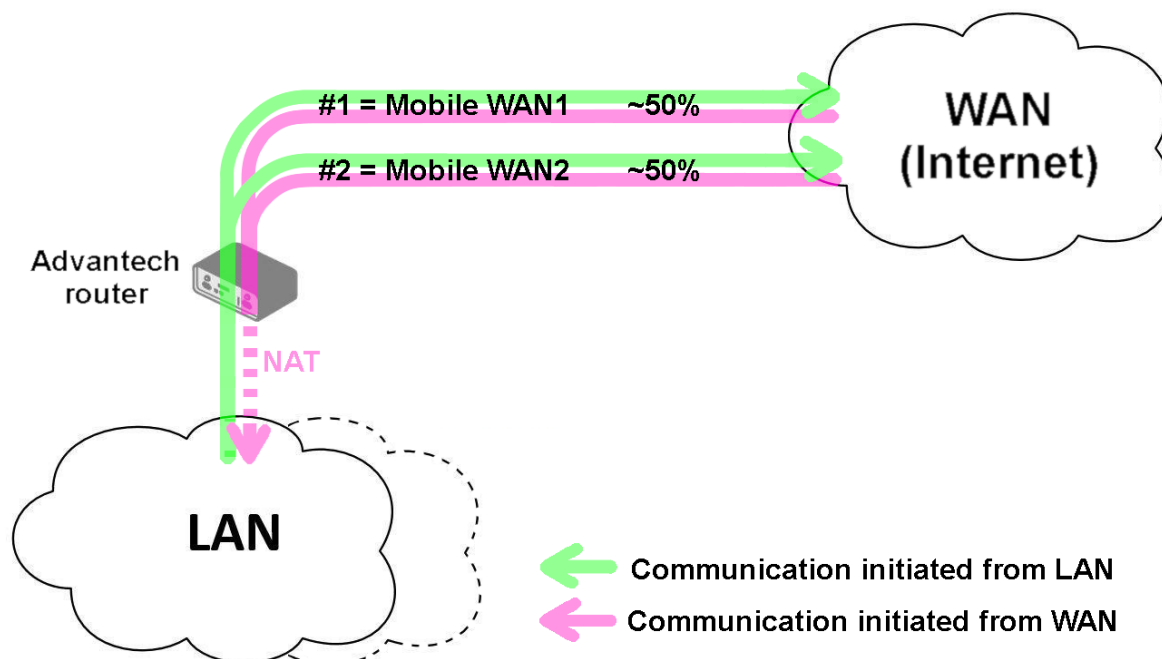 #1 = Mobile WAN1 ~50%
WAN
(Internet)
#2 = Mobile WAN2 ~50%
Advantech
router
NAT
LAN
Communication initiated from LAN
Communication initiated from WAN